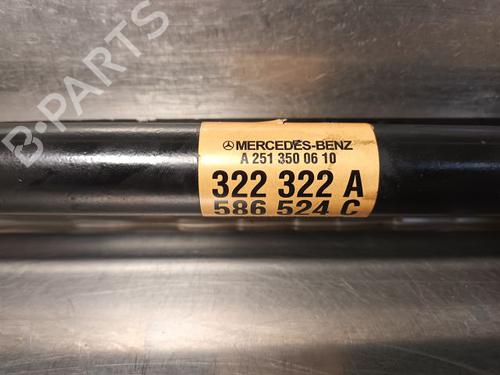 B-PARTS
MERCEDES-BENZ
A 251 350 06 10
322 322 A
586 524 C